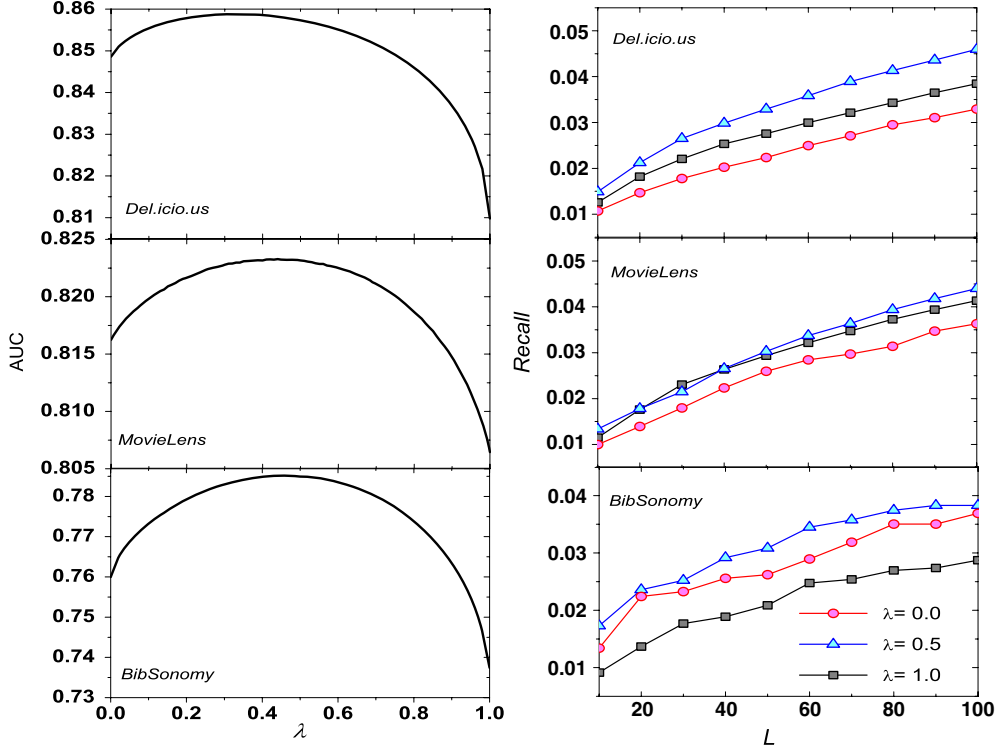 0.86
0.85
0.84
0.83
0.82
0.81
Del.icio.us
0.825
0.820
0.815
0.810
0.805
MovieLens
AUC
0.78
0.77
0.76
0.75
0.74
0.73
BibSonomy
0.0 0.2 0.4 0.6 0.8 1.0
λ
0.05
0.04
0.03
0.02
0.01
Del.icio.us
0.05
0.04
0.03
0.02
0.01
MovieLens
Recall
0.04
0.03
0.02
0.01
BibSonomy
λ= 0.0
λ= 0.5
λ= 1.0
20 40 60 80 100
L